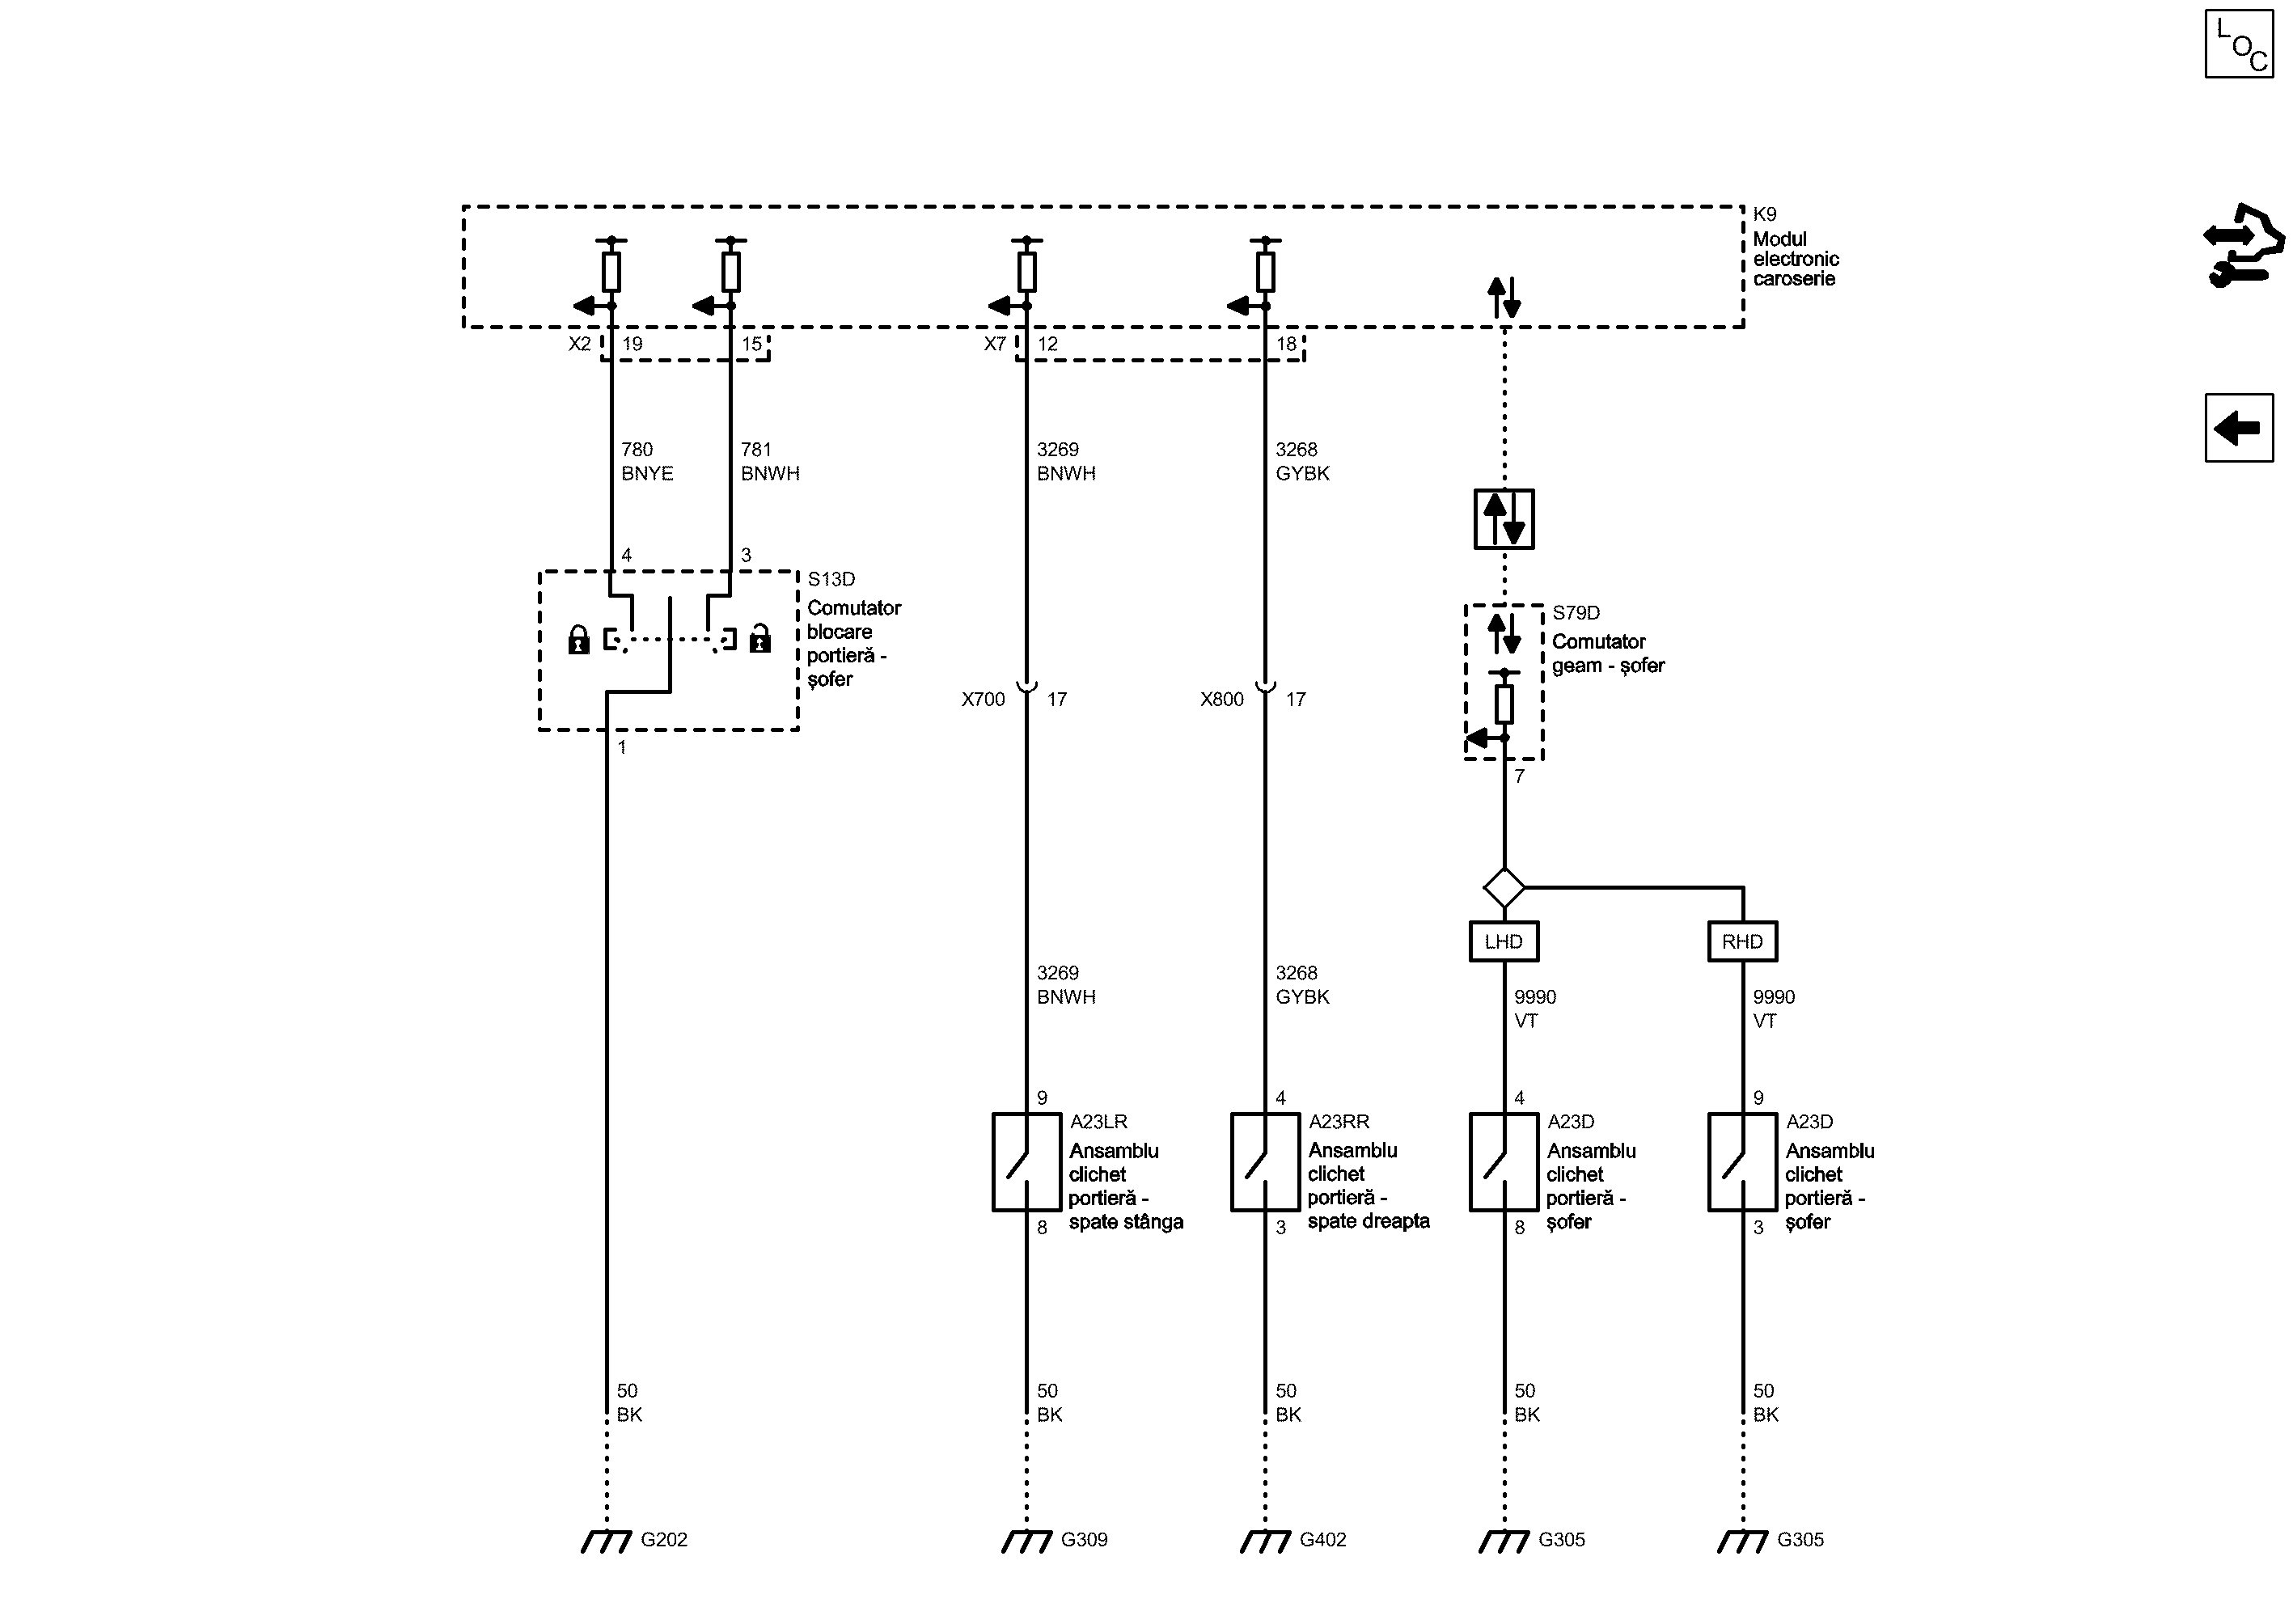 L
O
C
K9
Modul
electronic
caroserie
X2 19 15 X7 12 18
780 781 3269 3268
BNYE BNWH BNWH GYBK
4 3
S13D
Comutator
blocare
portieră -
șofer
S79D
Comutator
geam - șofer
X700 17 X800 17
1
7
LHD RHD
3269 3268
BNWH GYBK
9990 9990
VT VT
9 4 4 9
A23LR
Ansamblu
clichet
portieră -
spate stânga
A23RR
Ansamblu
clichet
portieră -
spate dreapta
A23D
Ansamblu
clichet
portieră -
șofer
A23D
Ansamblu
clichet
portieră -
șofer
8 3 8 3
50 50 50 50 50
BK BK BK BK BK
G202 G309 G402 G305 G305